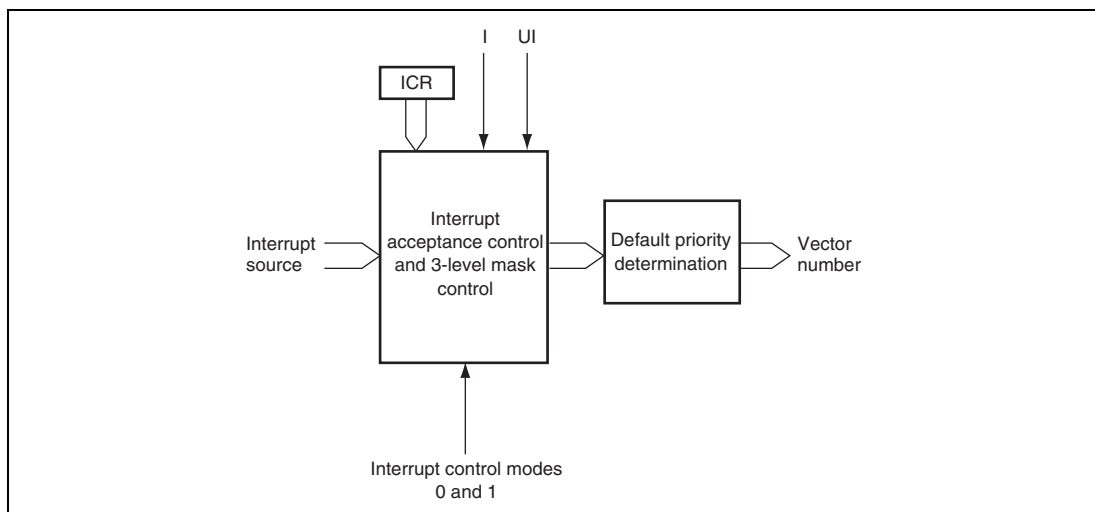 I
UI
ICR
Interrupt
acceptance control
and 3-level mask
control
Interrupt
source
Default priority
determination
Vector
number
Interrupt control modes
0 and 1